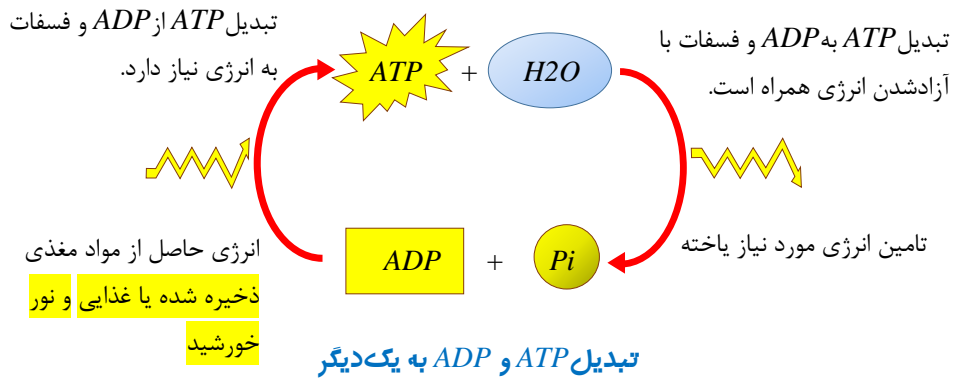 تبدیل ATP از ADP و فسفات
به انرژی نیاز دارد.
ATP + H2O
تبدیل ATP به ADP و فسفات با
آزادشدن انرژی همراه است.
انرژی حاصل از مواد مغذی
ذخیره شده یا غذایی و نور
خورشید
ADP + Pi
تامین انرژی مورد نیاز یاخته
تبدیل ATP و ADP به یک‌دیگر